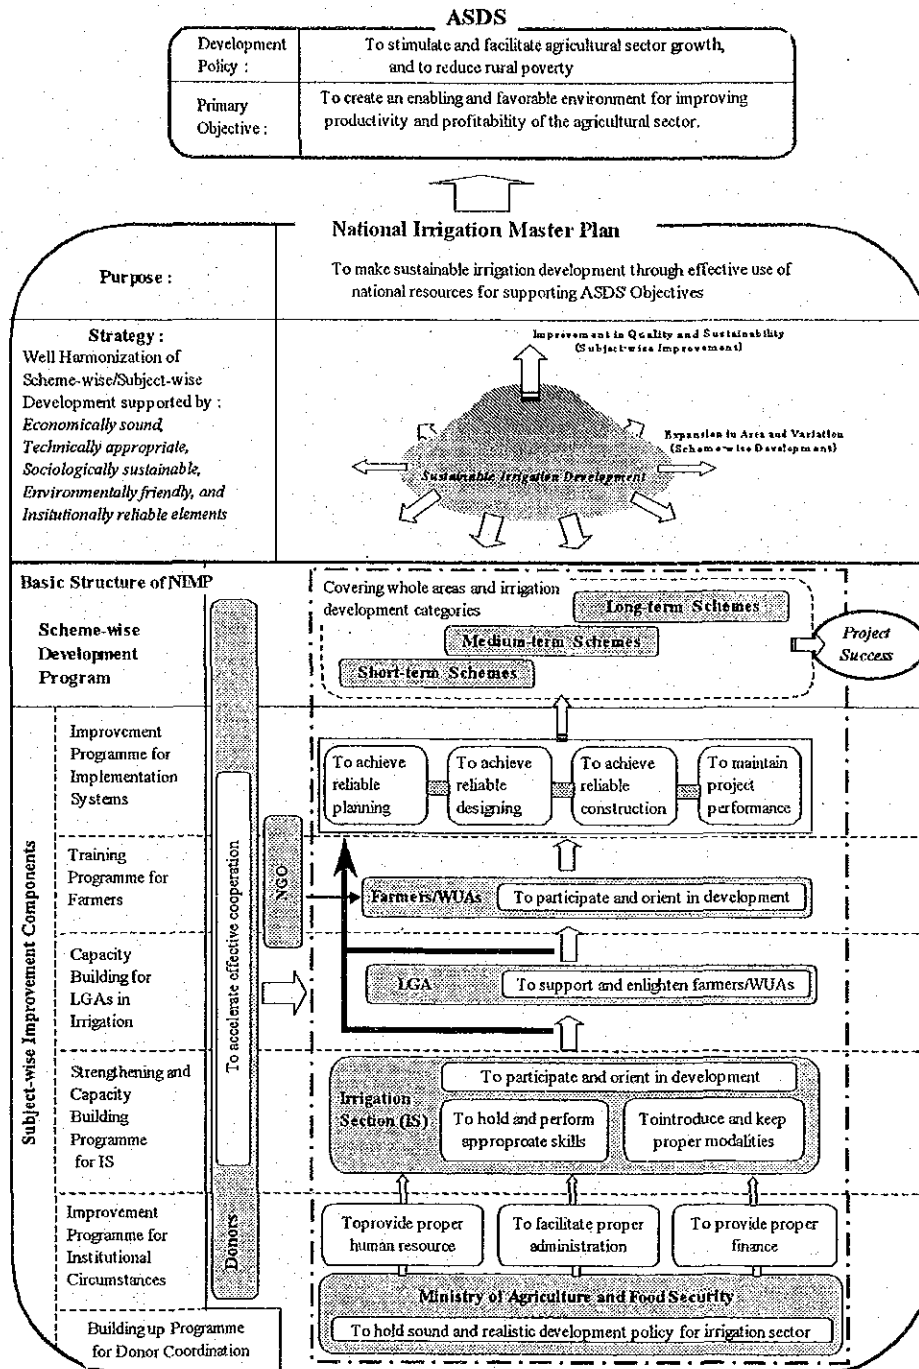 ASDS
Development
Policy :
To stimulate and facilitate agricultural sector growth,
and to reduce rural poverty
Primary
Objective :
To create an enabling and favorable environment for improving
productivity and profitability of the agricultural sector.
National Irrigation Master Plan
Purpose :
To make sustainable irrigation development through effective use of
national resources for supporting ASDS' Objectives
Strategy :
Well Harmonization of
Scheme-wise/Subject-wise
Development supported by :
Economically sound,
Technically appropriate,
Sociologically sustainable,
Environmentally friendly, and
Insitutionally reliable elements
Improvement in Quality and Sustainability
(Subject-wise Improvement)
Expansion in Area and Variation
(Scheme-wise Development)
Sustainable Irrigation Development
Basic Structure of NIMP
Scheme-wise
Development
Program
Covering whole areas and irrigation
development categories
Long-term Schemes
Medium-term Schemes
Short-term Schemes
Project
Success
Subject-wise Improvement Components
Improvement
Programme for
Implementation
Systems
To achieve
reliable
planning
To achieve
reliable
designing
To achieve
reliable
construction
To maintain
project
performance
Training
Programme for
Farmers
To accelerate effective cooperation
NGO
Farmers/WUAs
To participate and orient in development
Capacity
Building for
LGAs in
Irrigation
LGA
To support and enlighten farmers/WUAs
Strengthening and
Capacity
Building
Programme
for IS
Irrigation
Section (IS)
To participate and orient in development
To hold and perform
approproate skills
Tointroduce and keep
proper modalities
Improvement
Programme for
Institutional
Circumstances
Donors
Toprovide proper
human resource
To facilitate proper
administration
To provide proper
finance
Ministry of Agriculture and Food Security
To hold sound and realistic development policy for irrigation sector
Building up Programme
for Donor Coordination